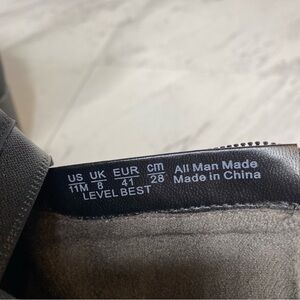 US UK EUR cm All Man Made
11M 8 41 28 Made in China
LEVEL BEST